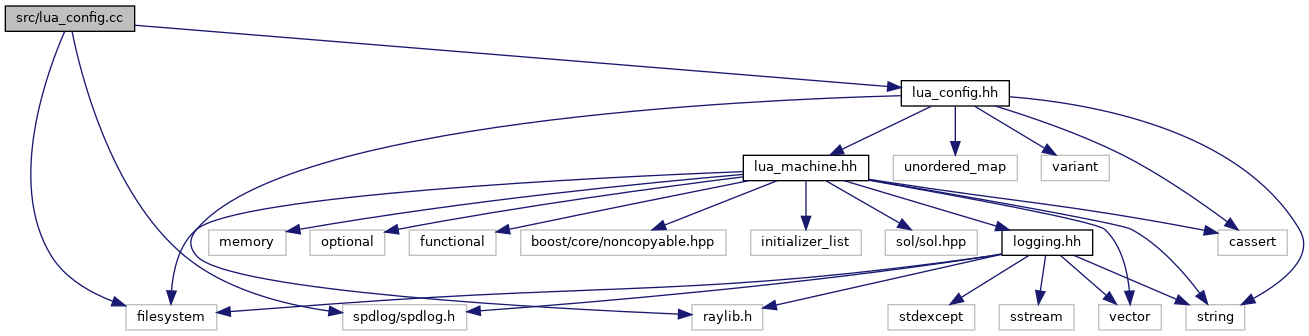 src/lua_config.cc
lua_config.hh
lua_machine.hh
unordered_map
variant
memory
optional
functional
boost/core/noncopyable.hpp
initializer_list
sol/sol.hpp
logging.hh
cassert
filesystem
spdlog/spdlog.h
raylib.h
stdexcept
sstream
vector
string